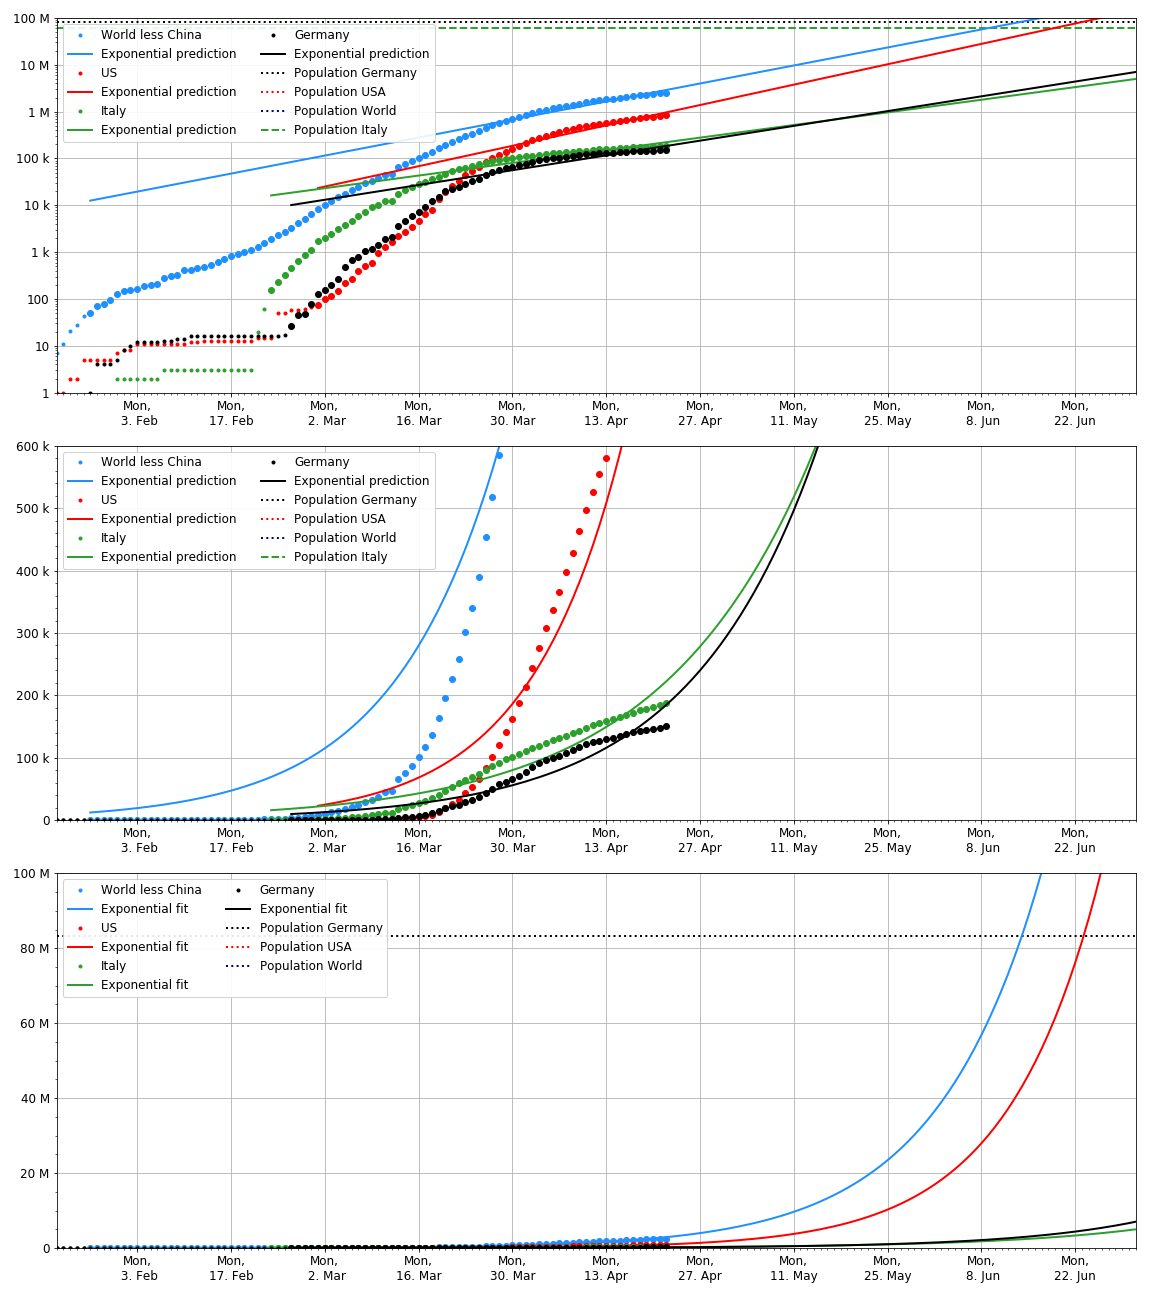 100 M
10 M
1 M
100 k
10 k
1 k
100
10
1
World less China
Exponential prediction
US
Exponential prediction
Italy
Exponential prediction
Germany
Exponential prediction
Population Germany
Population USA
Population World
Population Italy
Mon,
3. Feb
Mon,
17. Feb
Mon,
2. Mar
Mon,
16. Mar
Mon,
30. Mar
Mon,
13. Apr
Mon,
27. Apr
Mon,
11. May
Mon,
25. May
Mon,
8. Jun
Mon,
22. Jun
600 k
500 k
400 k
300 k
200 k
100 k
0
World less China
Exponential prediction
US
Exponential prediction
Italy
Exponential prediction
Germany
Exponential prediction
Population Germany
Population USA
Population World
Population Italy
Mon,
3. Feb
Mon,
17. Feb
Mon,
2. Mar
Mon,
16. Mar
Mon,
30. Mar
Mon,
13. Apr
Mon,
27. Apr
Mon,
11. May
Mon,
25. May
Mon,
8. Jun
Mon,
22. Jun
100 M
80 M
60 M
40 M
20 M
0
World less China
Exponential fit
US
Exponential fit
Italy
Exponential fit
Germany
Exponential fit
Population Germany
Population USA
Population World
Mon,
3. Feb
Mon,
17. Feb
Mon,
2. Mar
Mon,
16. Mar
Mon,
30. Mar
Mon,
13. Apr
Mon,
27. Apr
Mon,
11. May
Mon,
25. May
Mon,
8. Jun
Mon,
22. Jun